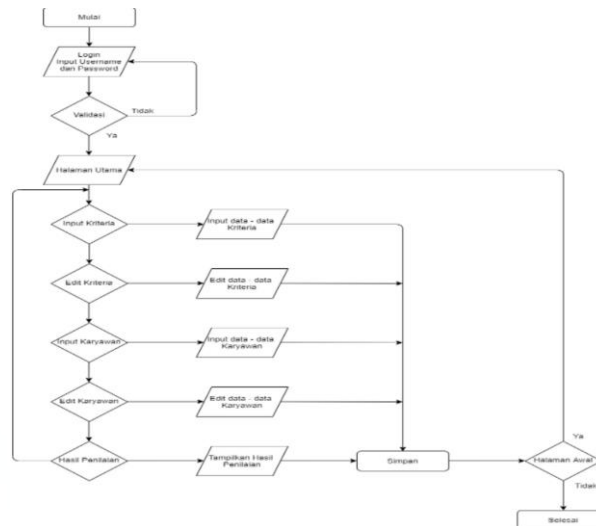 Mulai
Login
Input Username
dan Password
Validasi
Tidak
Ya
Halaman Utama
Input Kriteria
Input data - data
Kriteria
Edit Kriteria
Edit data - data
Kriteria
Input Karyawan
Input data - data
Karyawan
Edit Karyawan
Edit data - data
Karyawan
Hasil Penilaian
Tampilkan Hasil
Penilaian
Simpan
Halaman Awal
Ya
Tidak
Selesai